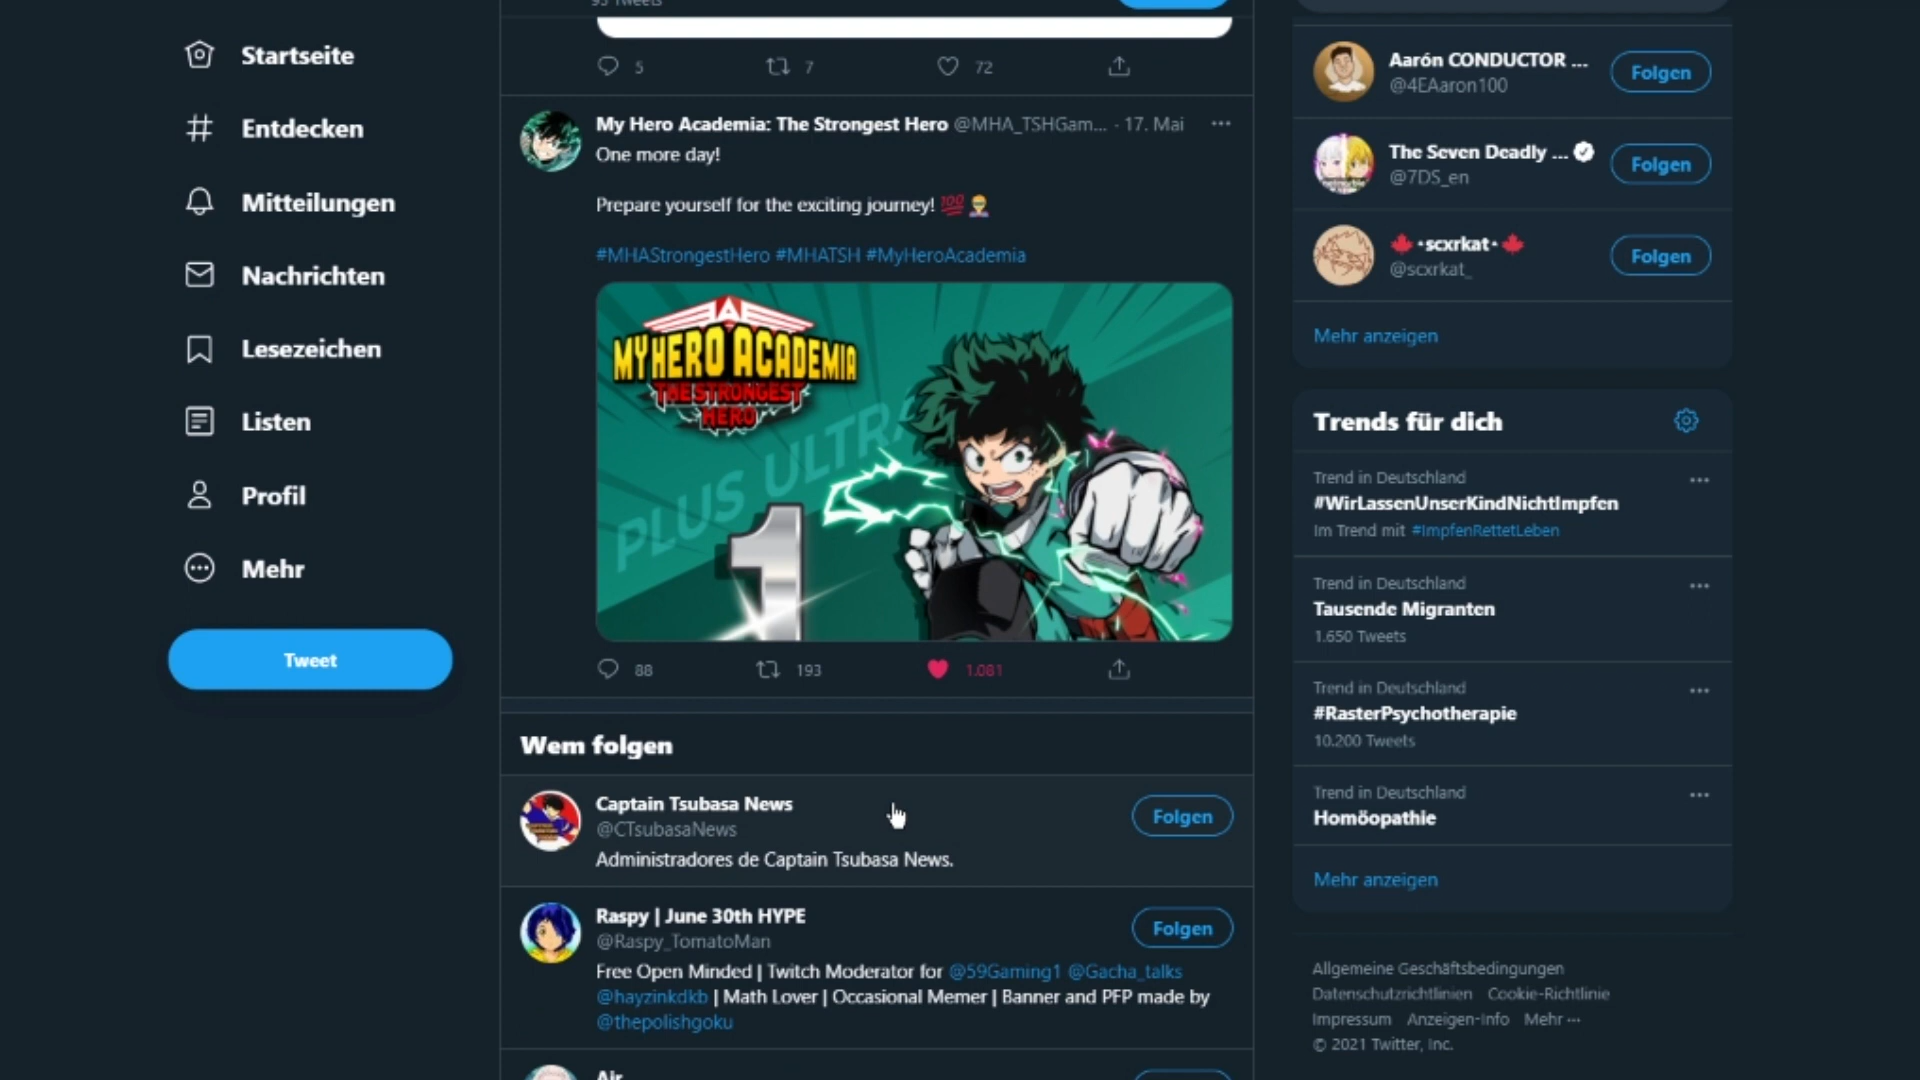 93 Tweets
Startseite
Entdecken
Mitteilungen
Nachrichten
Lesezeichen
Listen
Profil
Mehr
Tweet
5 7 72
My Hero Academia: The Strongest Hero @MHA_TSHGam... · 17. Mai
One more day!
Prepare yourself for the exciting journey! 💯
#MHAStrongestHero #MHATSH #MyHeroAcademia
MY HERO ACADEMIA
THE STRONGEST
HERO
PLUS ULTRA
1
88 193 1.081
Wem folgen
Captain Tsubasa News
@CTsubasaNews
Folgen
Administradores de Captain Tsubasa News.
Raspy | June 30th HYPE
@Raspy_TomatoMan
Folgen
Free Open Minded | Twitch Moderator for @59Gaming1 @Gacha_talks
@hayzinkdkb | Math Lover | Occasional Memer | Banner and PFP made by
@thepolishgoku
Air
Aarón CONDUCTOR ...
@4EAaron100
Folgen
The Seven Deadly ...
@7DS_en
Folgen
🍁·scxrkat·🍁
@scxrkat_
Folgen
Mehr anzeigen
Trends für dich
Trend in Deutschland
#WirLassenUnserKindNichtImpfen
Im Trend mit #ImpfenRettetLeben
Trend in Deutschland
Tausende Migranten
1.650 Tweets
Trend in Deutschland
#RasterPsychotherapie
10.200 Tweets
Trend in Deutschland
Homöopathie
Mehr anzeigen
Allgemeine Geschäftsbedingungen
Datenschutzrichtlinien Cookie-Richtlinie
Impressum Anzeigen-Info Mehr ···
© 2021 Twitter, Inc.